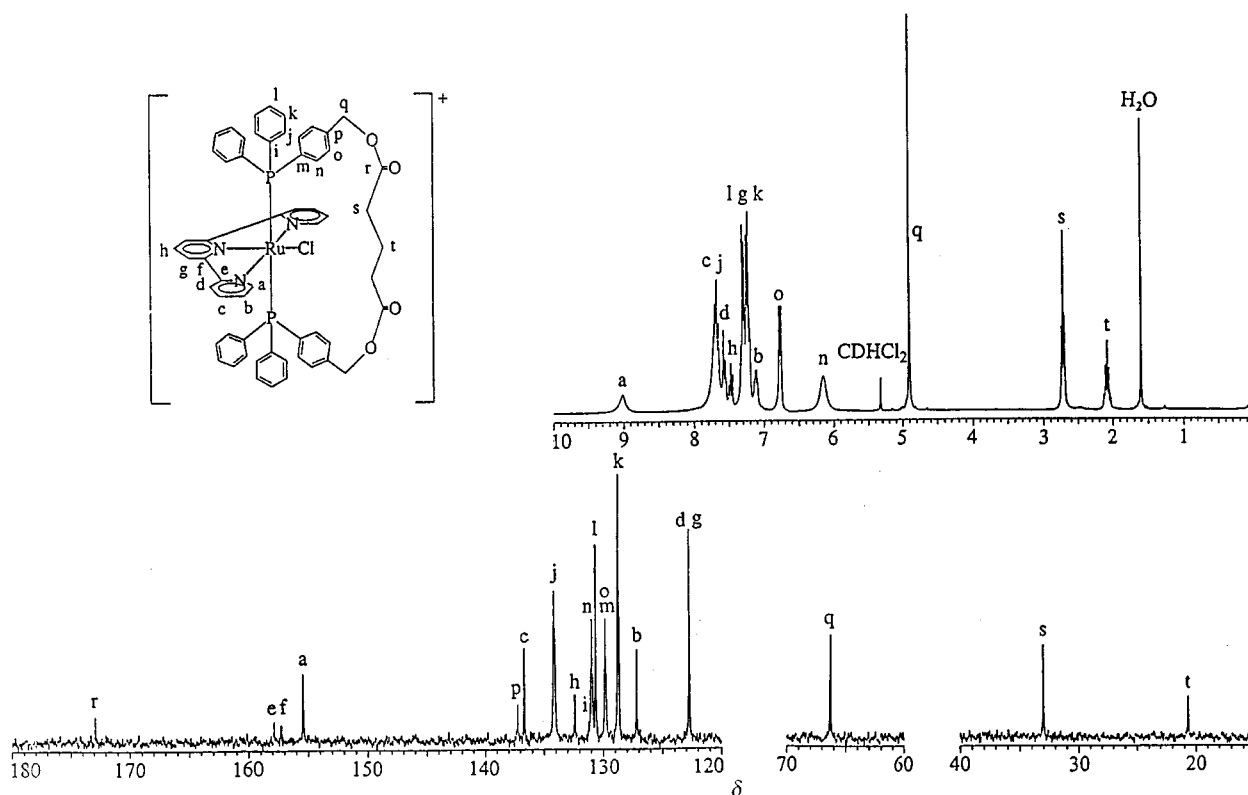 +
l
k
j
q
i
p
O
o
m n
r
O
P
s
N
h
N
Ru
Cl
t
g
f
e
N
d
a
c
b
P
O
O
H₂O
l g k
q
s
c j
d
o
h
b
n
CDHCl₂
t
a
10 9 8 7 6 5 4 3 2 1
k
l
d g
j
o
n m
c
b
q
s
a
p
h
i
t
r
e f
180 170 160 150 140 130 120 70 60 40 30 20
δ